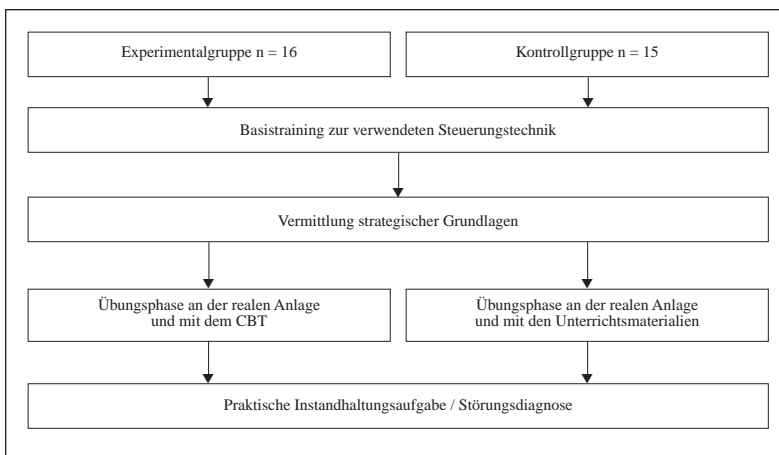 Experimentalgruppe n = 16
Kontrollgruppe n = 15
Basistraining zur verwendeten Steuerungstechnik
Vermittlung strategischer Grundlagen
Übungsphase an der realen Anlage
und mit dem CBT
Übungsphase an der realen Anlage
und mit den Unterrichtsmaterialien
Praktische Instandhaltungsaufgabe / Störungsdiagnose